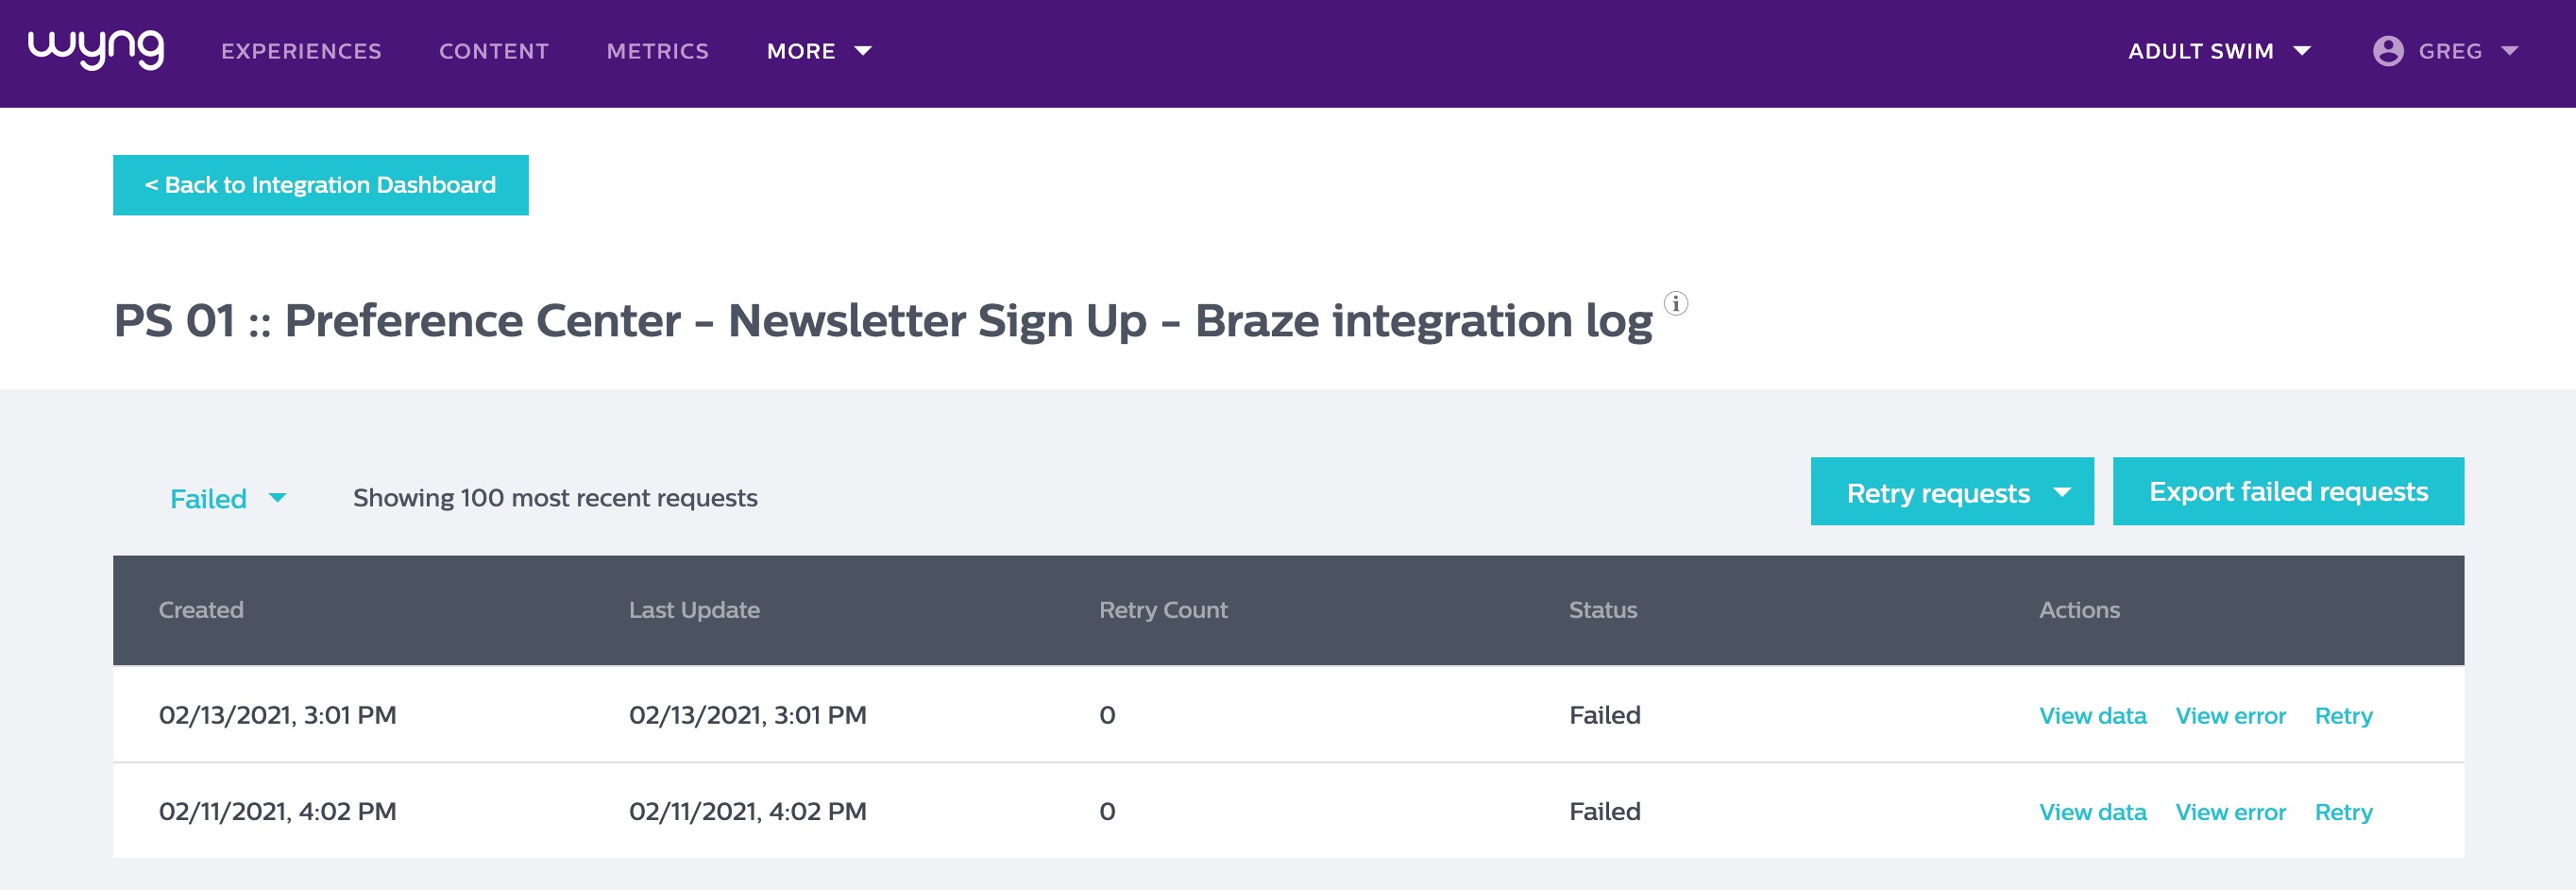 wyng EXPERIENCES CONTENT METRICS MORE ADULT SWIM GREG
< Back to Integration Dashboard
PS 01 :: Preference Center - Newsletter Sign Up - Braze integration log i
Failed Showing 100 most recent requests Retry requests Export failed requests
Created Last Update Retry Count Status Actions
02/13/2021, 3:01 PM 02/13/2021, 3:01 PM 0 Failed View data View error Retry
02/11/2021, 4:02 PM 02/11/2021, 4:02 PM 0 Failed View data View error Retry